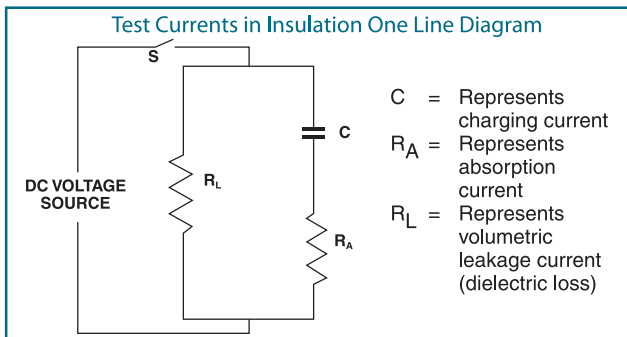 Test Currents in Insulation One Line Diagram
S
DC VOLTAGE
SOURCE
RL
C
RA
C = Represents
charging current
RA = Represents
absorption
current
RL = Represents
volumetric
leakage current
(dielectric loss)